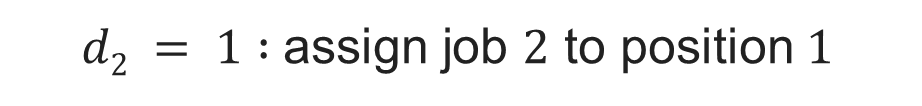 d₂ = 1 : assign job 2 to position 1